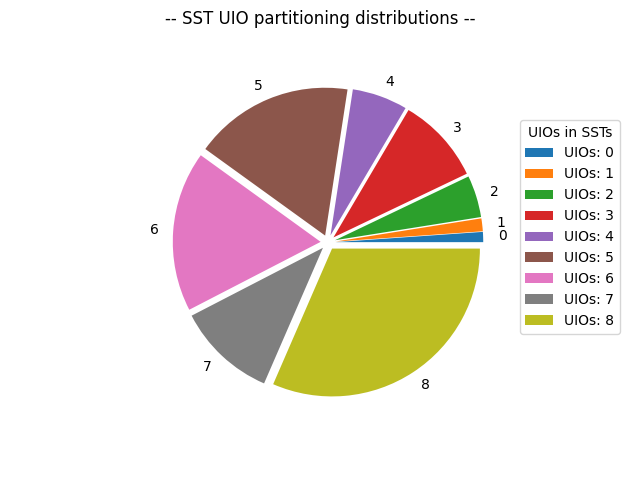 -- SST UIO partitioning distributions --
5
4
3
2
1
0
6
7
8
UIOs in SSTs
UIOs: 0
UIOs: 1
UIOs: 2
UIOs: 3
UIOs: 4
UIOs: 5
UIOs: 6
UIOs: 7
UIOs: 8